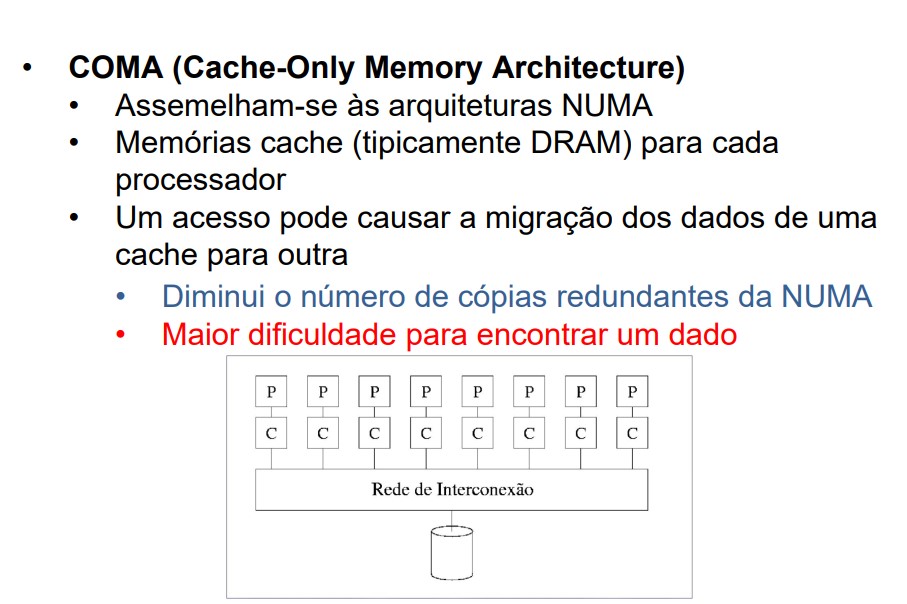 • COMA (Cache-Only Memory Architecture)
• Assemelham-se às arquiteturas NUMA
• Memórias cache (tipicamente DRAM) para cada
processador
• Um acesso pode causar a migração dos dados de uma
cache para outra
• Diminui o número de cópias redundantes da NUMA
• Maior dificuldade para encontrar um dado
P P P P P P P P
C C C C C C C C
Rede de Interconexão